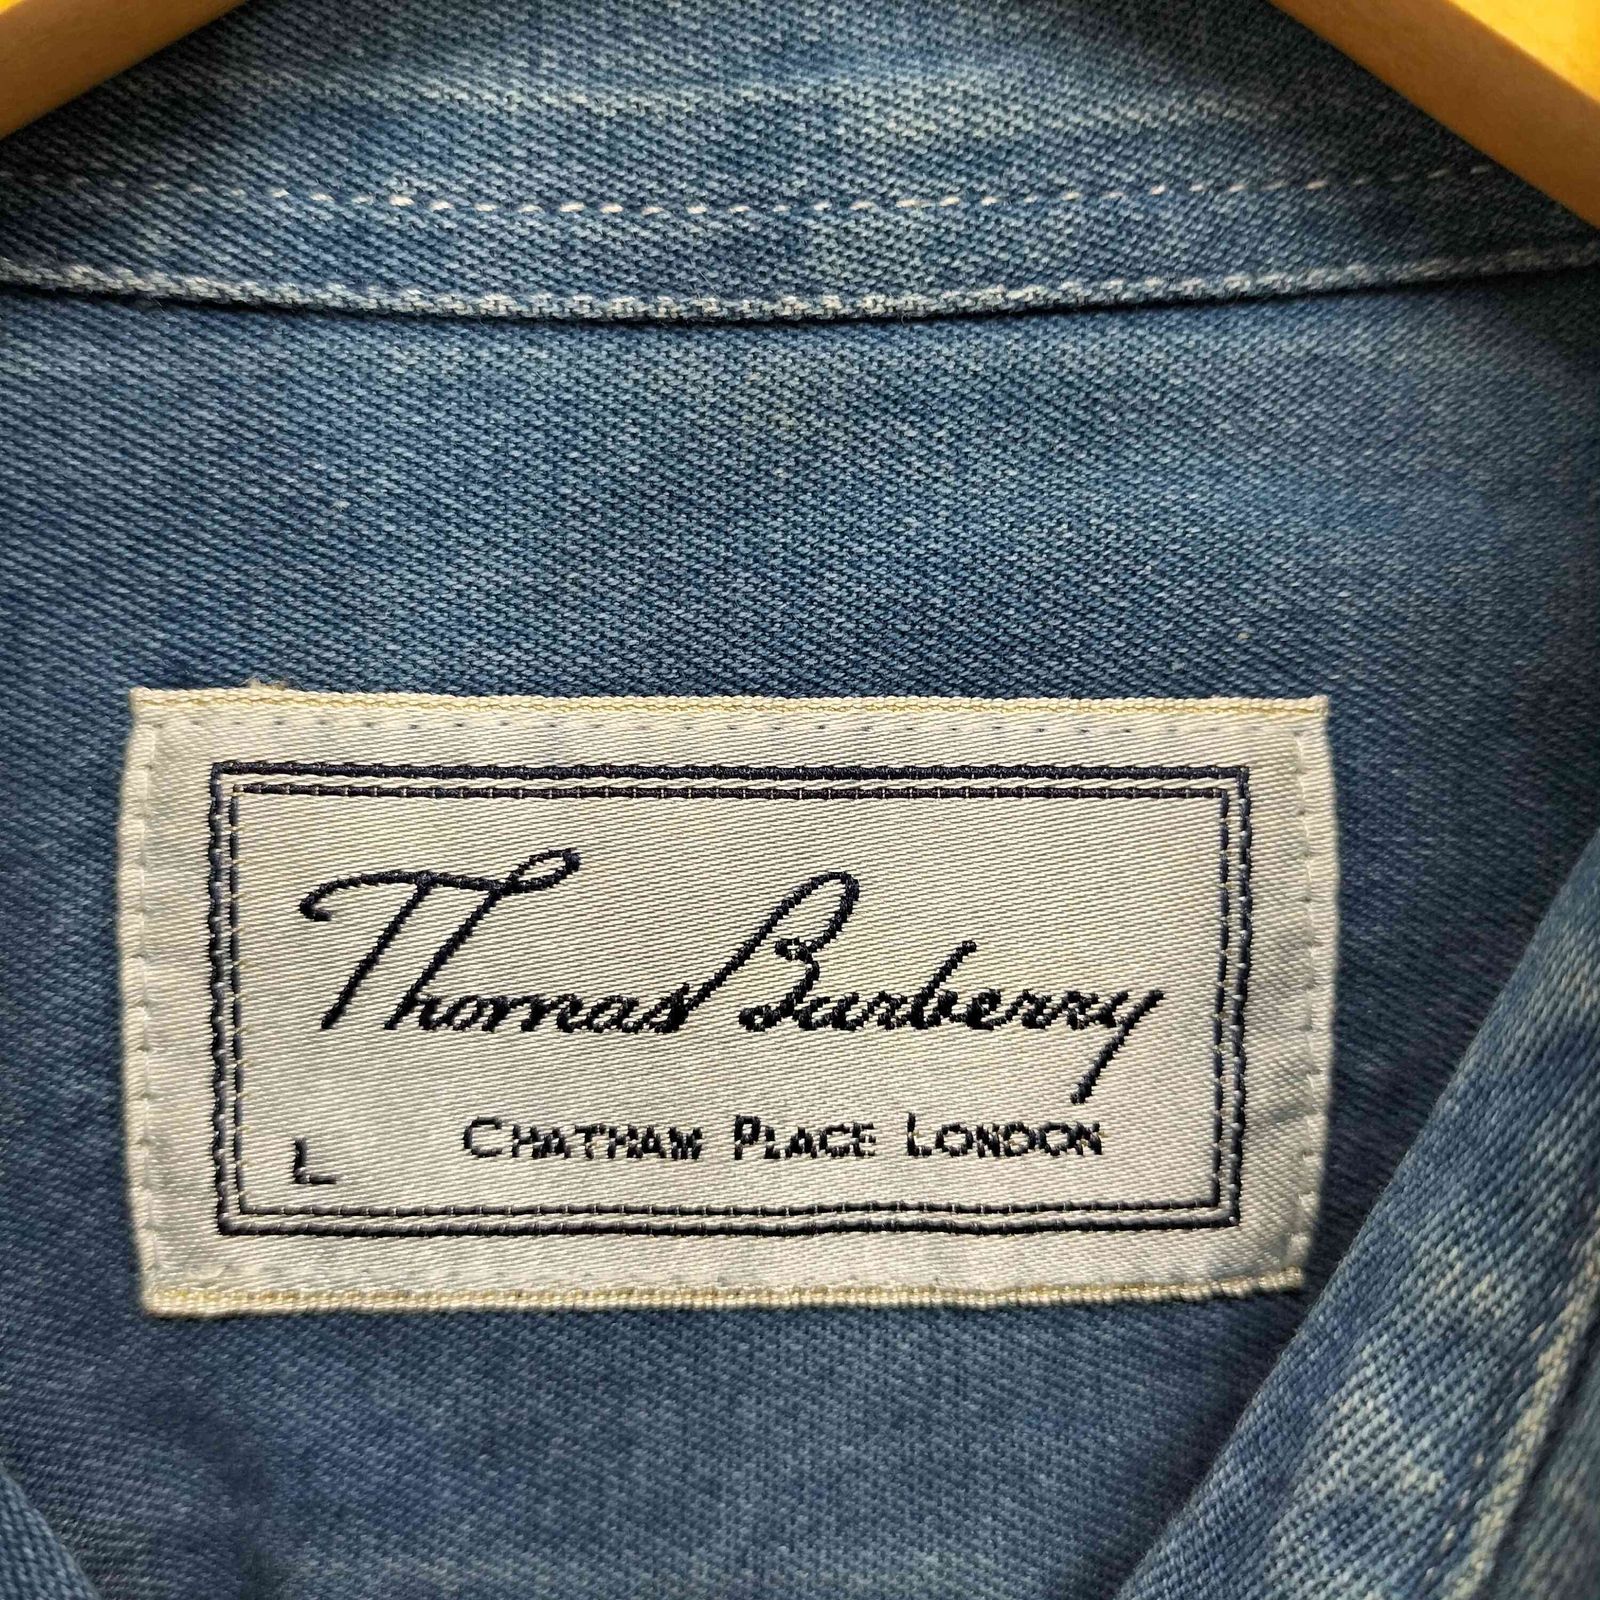 Thomas Burberry
CHATHAM PLACE LONDON
L